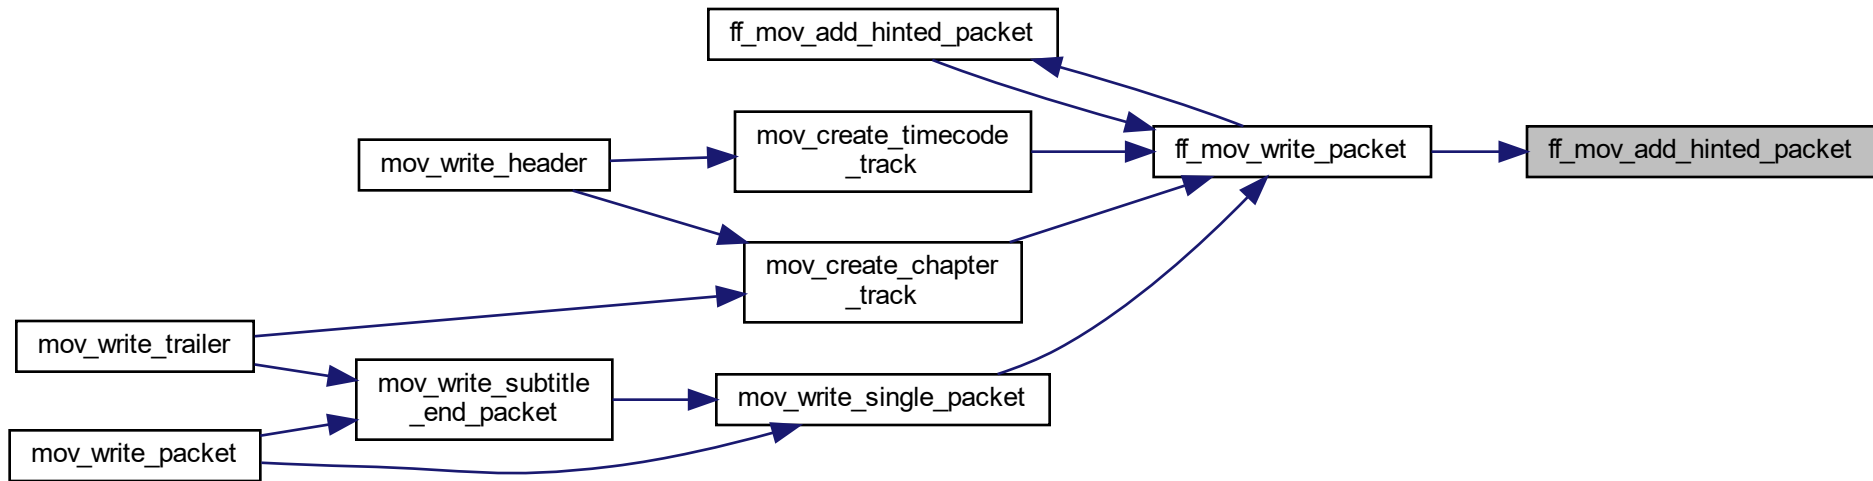 ff_mov_add_hinted_packet
mov_create_timecode
_track
ff_mov_write_packet
ff_mov_add_hinted_packet
mov_write_header
mov_create_chapter
_track
mov_write_trailer
mov_write_subtitle
_end_packet
mov_write_single_packet
mov_write_packet